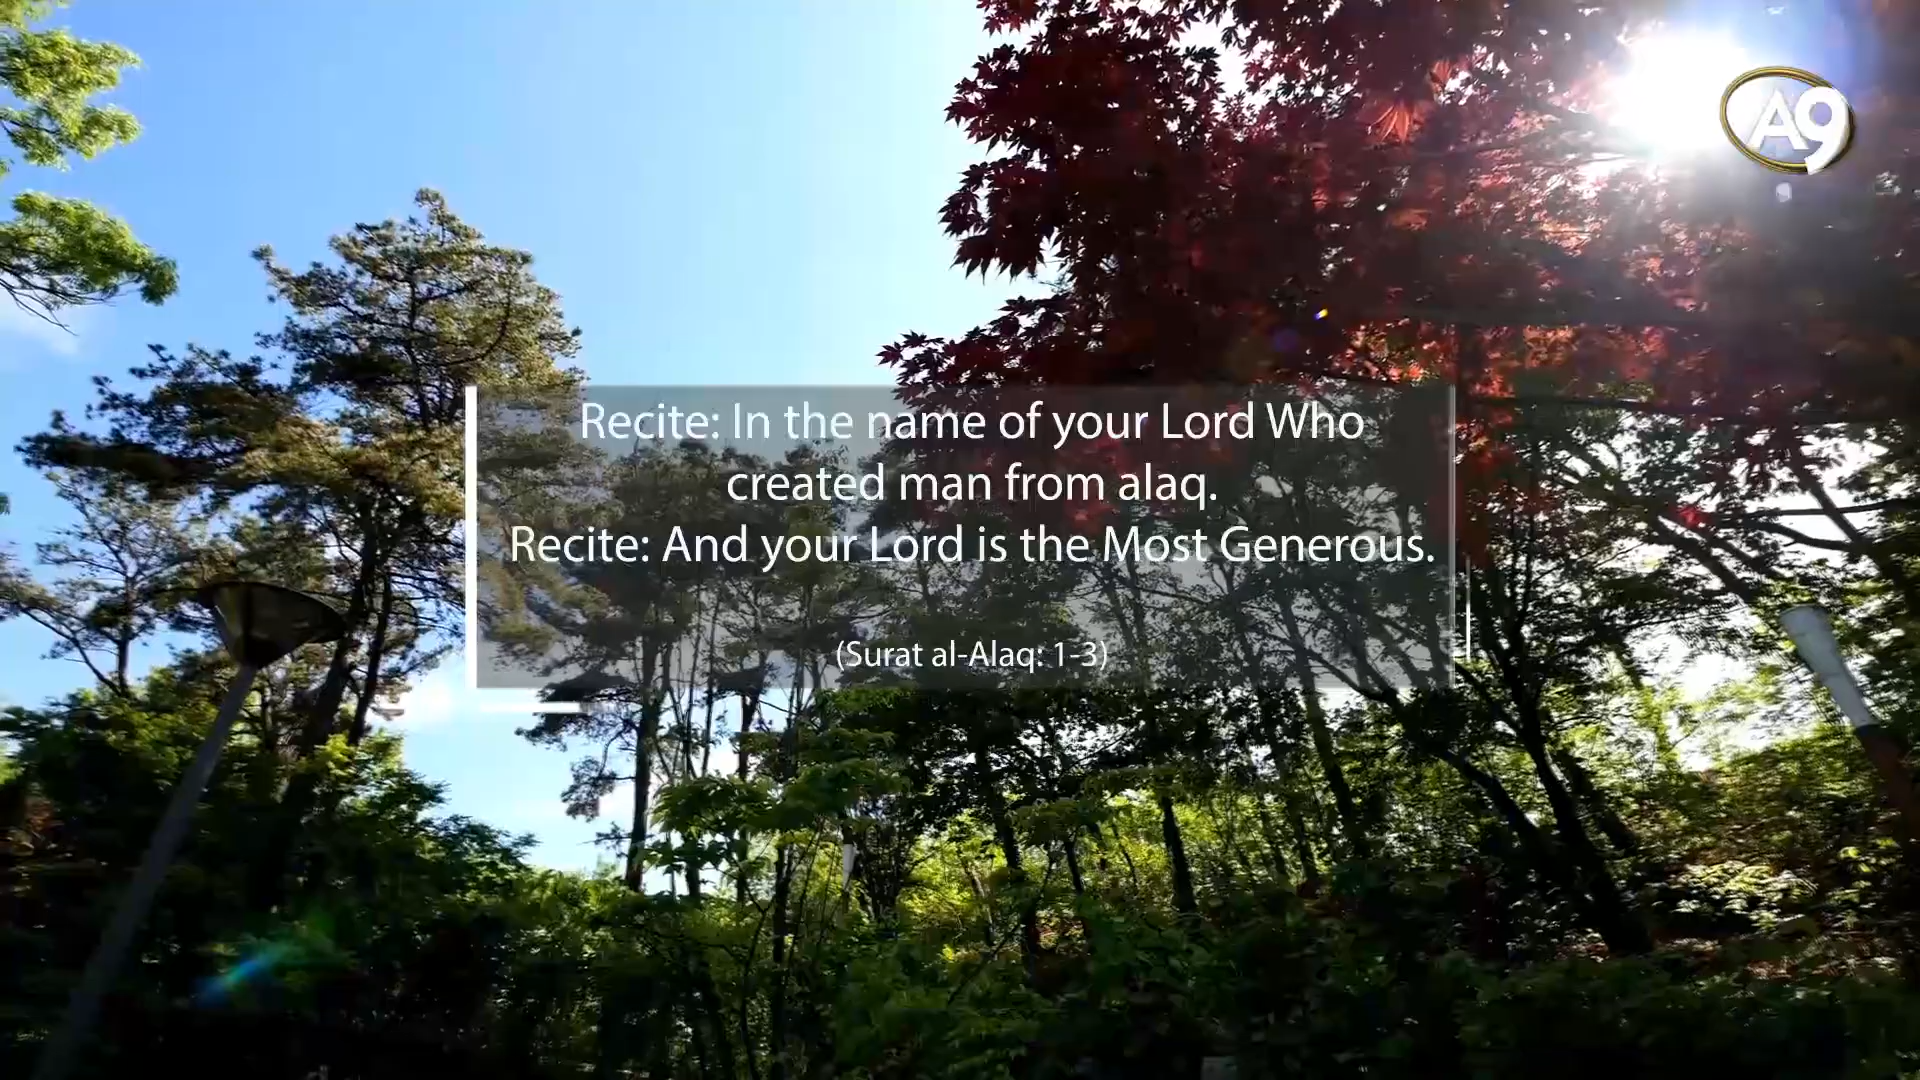 A9
Recite: In the name of your Lord Who
created man from alaq.
Recite: And your Lord is the Most Generous.
(Surat al-Alaq: 1-3)